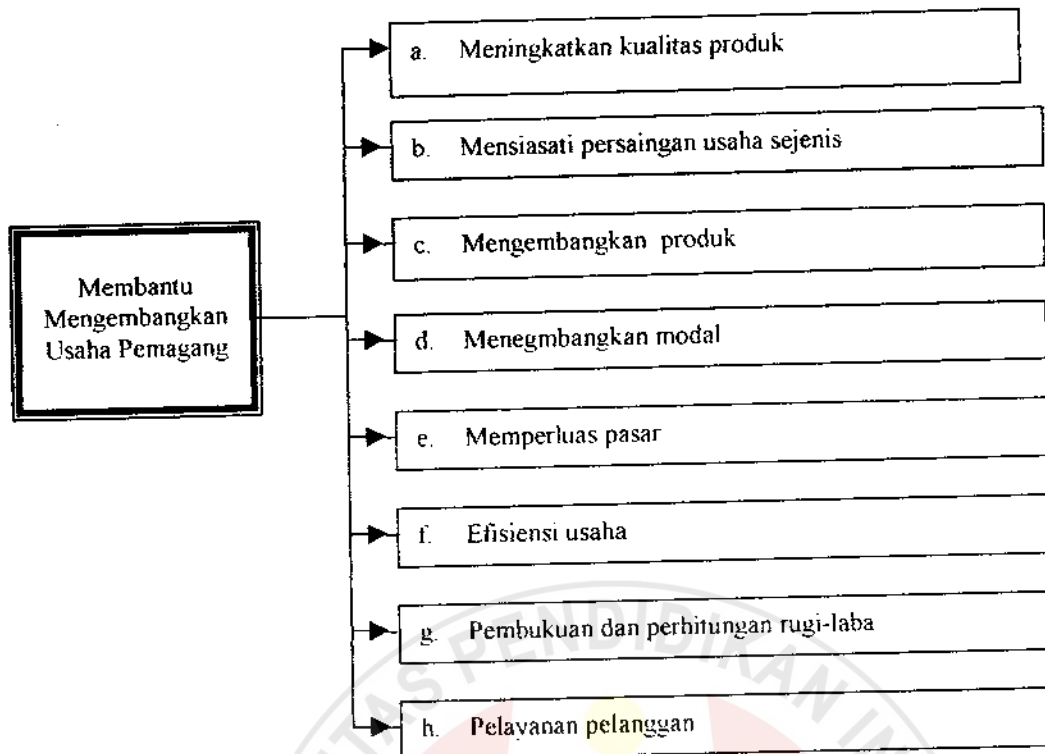 a. Meningkatkan kualitas produk
b. Mensiasati persaingan usaha sejenis
c. Mengembangkan produk
Membantu
Mengembangkan
Usaha Pemagang
d. Menegmbangkan modal
e. Memperluas pasar
f. Efisiensi usaha
g. Pembukuan dan perhitungan rugi-laba
h. Pelayanan pelanggan